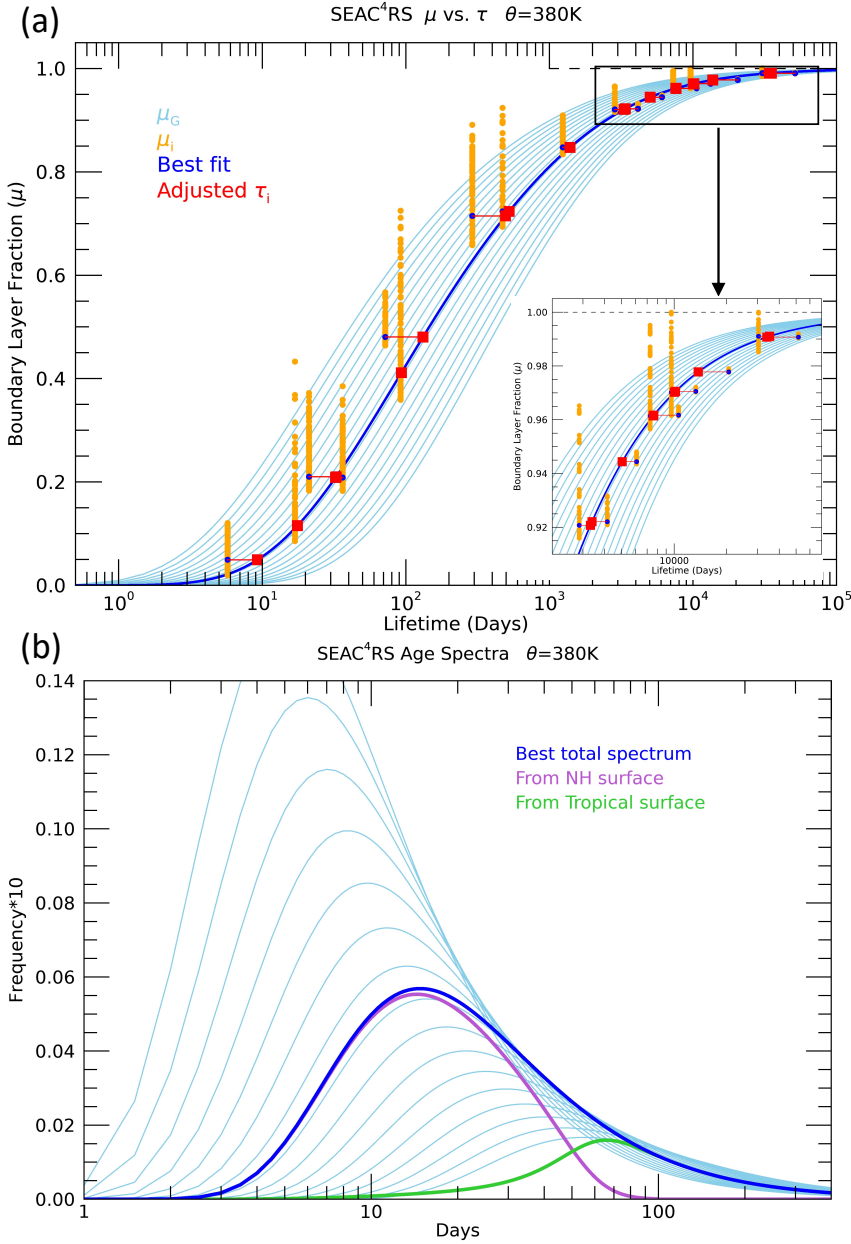 (a)
SEAC⁴RS μ vs. τ θ=380K
Boundary Layer Fraction (μ)
1.0
0.8
0.6
0.4
0.2
0.0
μ_G
μ_i
Best fit
Adjusted τ_i
Boundary Layer Fraction (μ)
1.00
0.98
0.96
0.94
0.92
10000
Lifetime (Days)
10⁰ 10¹ 10² 10³ 10⁴ 10⁵
Lifetime (Days)
(b)
SEAC⁴RS Age Spectra θ=380K
Frequency*10
0.14
0.12
0.10
0.08
0.06
0.04
0.02
0.00
Best total spectrum
From NH surface
From Tropical surface
1 10 100
Days